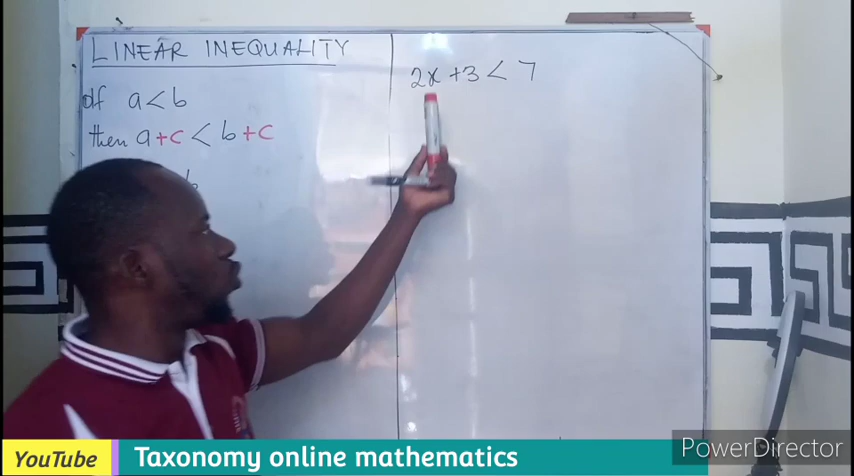 LINEAR INEQUALITY
If a < b
then a + c < b + c
b
2x + 3 < 7
YouTube Taxonomy online mathematics
PowerDirector